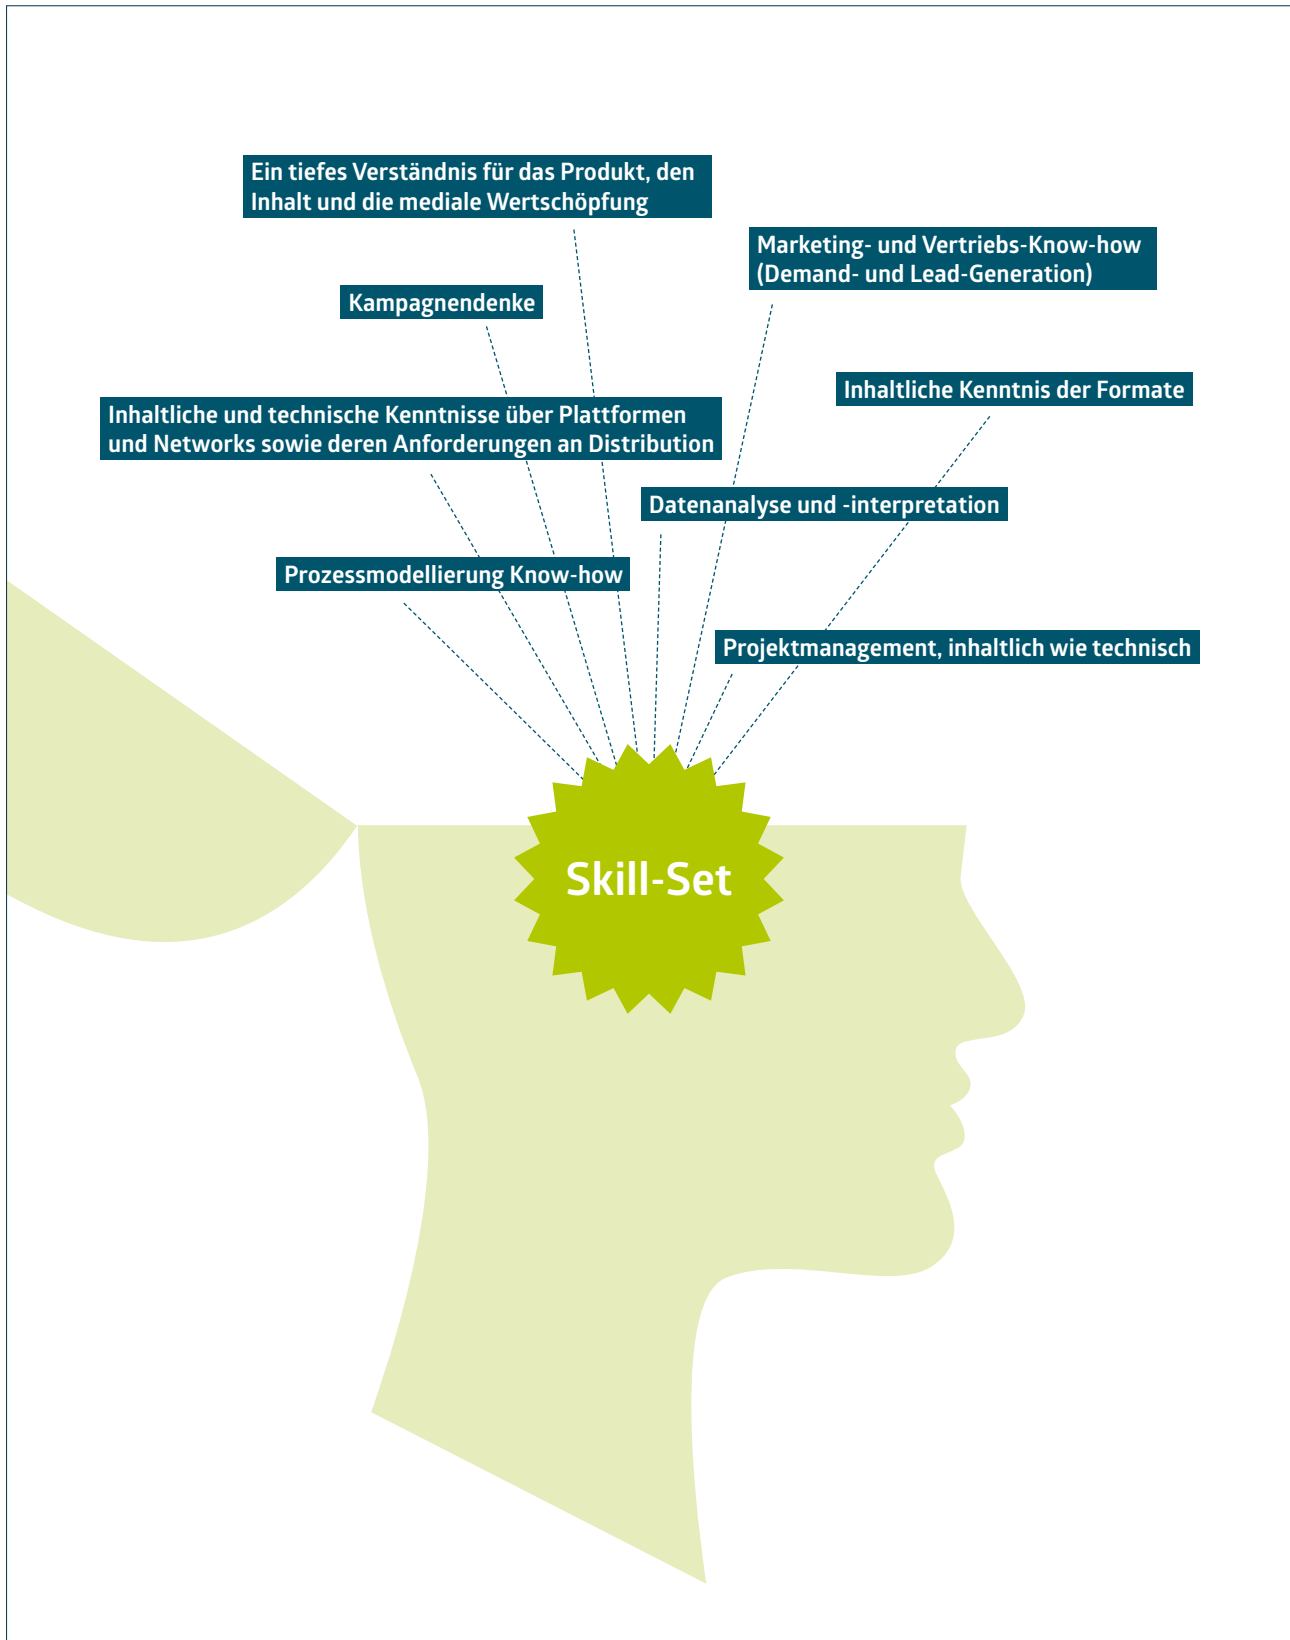 Ein tiefes Verständnis für das Produkt, den
Inhalt und die mediale Wertschöpfung
Marketing- und Vertriebs-Know-how
(Demand- und Lead-Generation)
Kampagnendenke
Inhaltliche Kenntnis der Formate
Inhaltliche und technische Kenntnisse über Plattformen
und Networks sowie deren Anforderungen an Distribution
Datenanalyse und -interpretation
Prozessmodellierung Know-how
Projektmanagement, inhaltlich wie technisch
Skill-Set